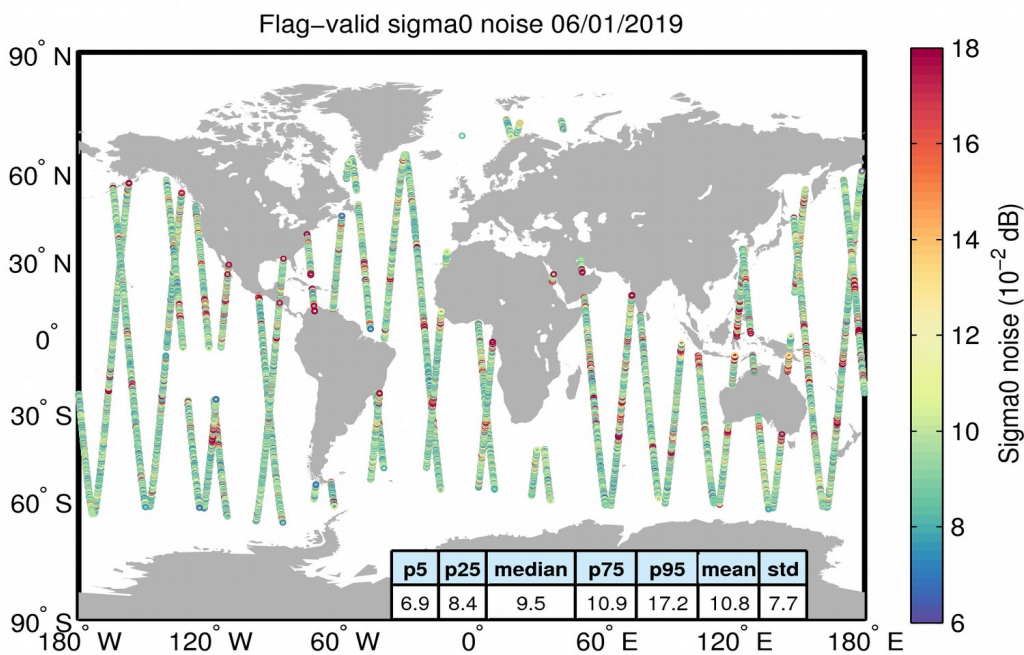 Flag−valid sigma0 noise 06/01/2019
90° N
60° N
30° N
0°
30° S
60° S
90° S
180° W 120° W 60° W 0° 60° E 120° E 180° E
p5 p25 median p75 p95 mean std
6.9 8.4 9.5 10.9 17.2 10.8 7.7
18
16
14
12
10
8
6
Sigma0 noise (10⁻² dB)